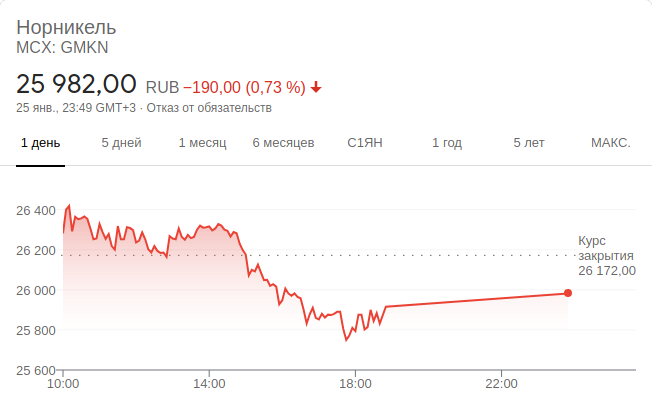 Норникель
MCX: GMKN
25 982,00 RUB −190,00 (0,73 %)
25 янв., 23:49 GMT+3 · Отказ от обязательств
1 день 5 дней 1 месяц 6 месяцев С1ЯН 1 год 5 лет МАКС.
26 400
26 200
26 000
25 800
25 600
Курс
закрытия
26 172,00
10:00 14:00 18:00 22:00